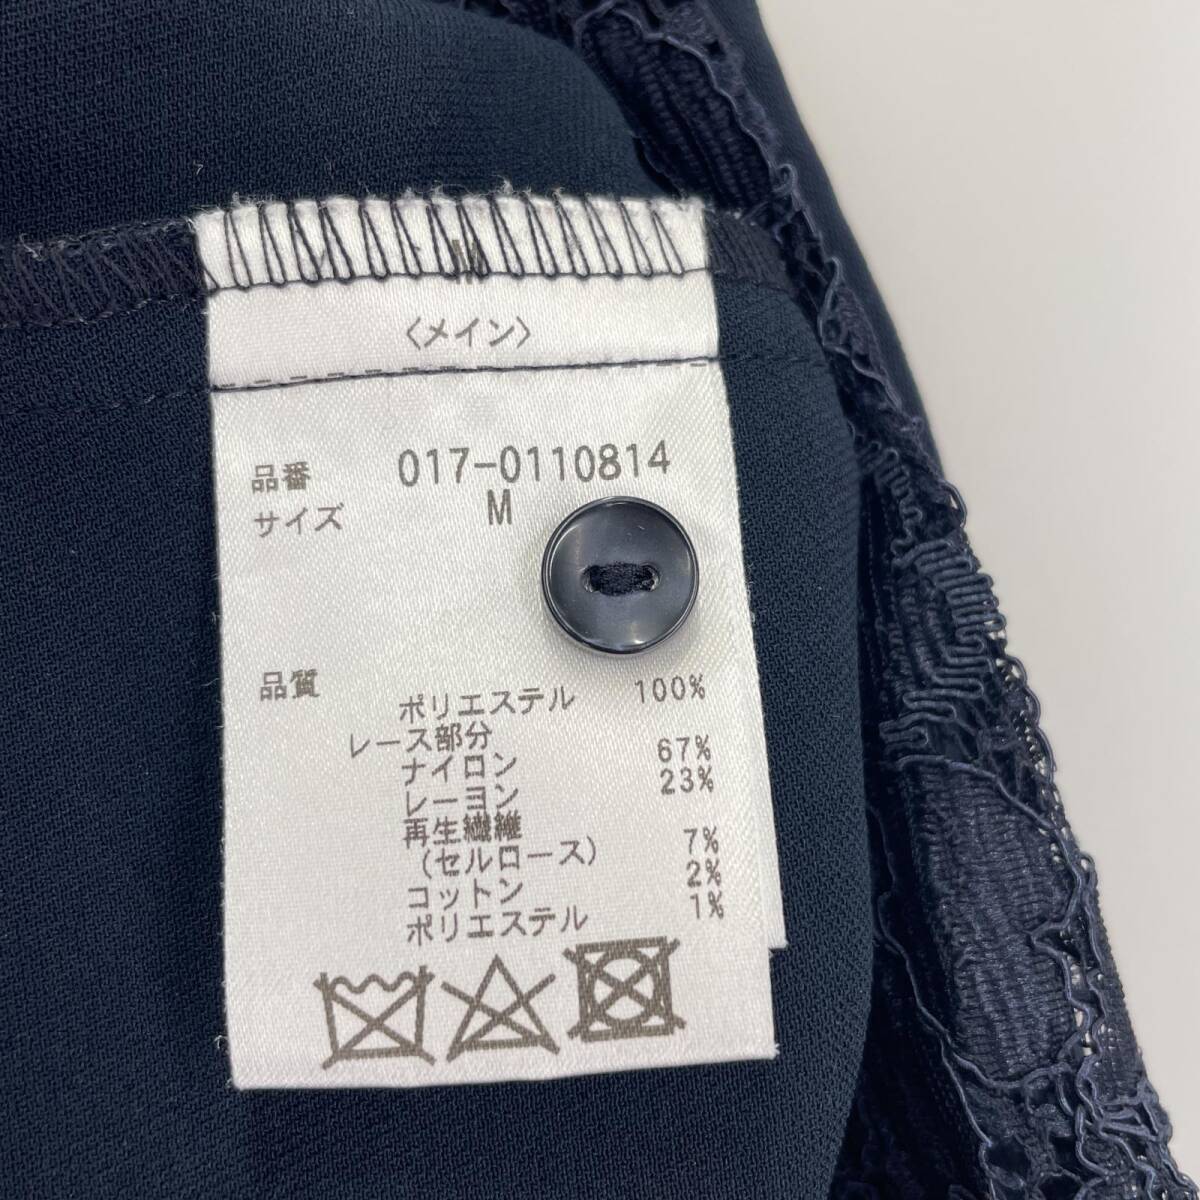 M
〈メイン〉
品番 017-0110814
サイズ M
品質
ポリエステル 100%
レース部分
ナイロン 67%
レーヨン 23%
再生繊維
(セルロース) 7%
コットン 2%
ポリエステル 1%